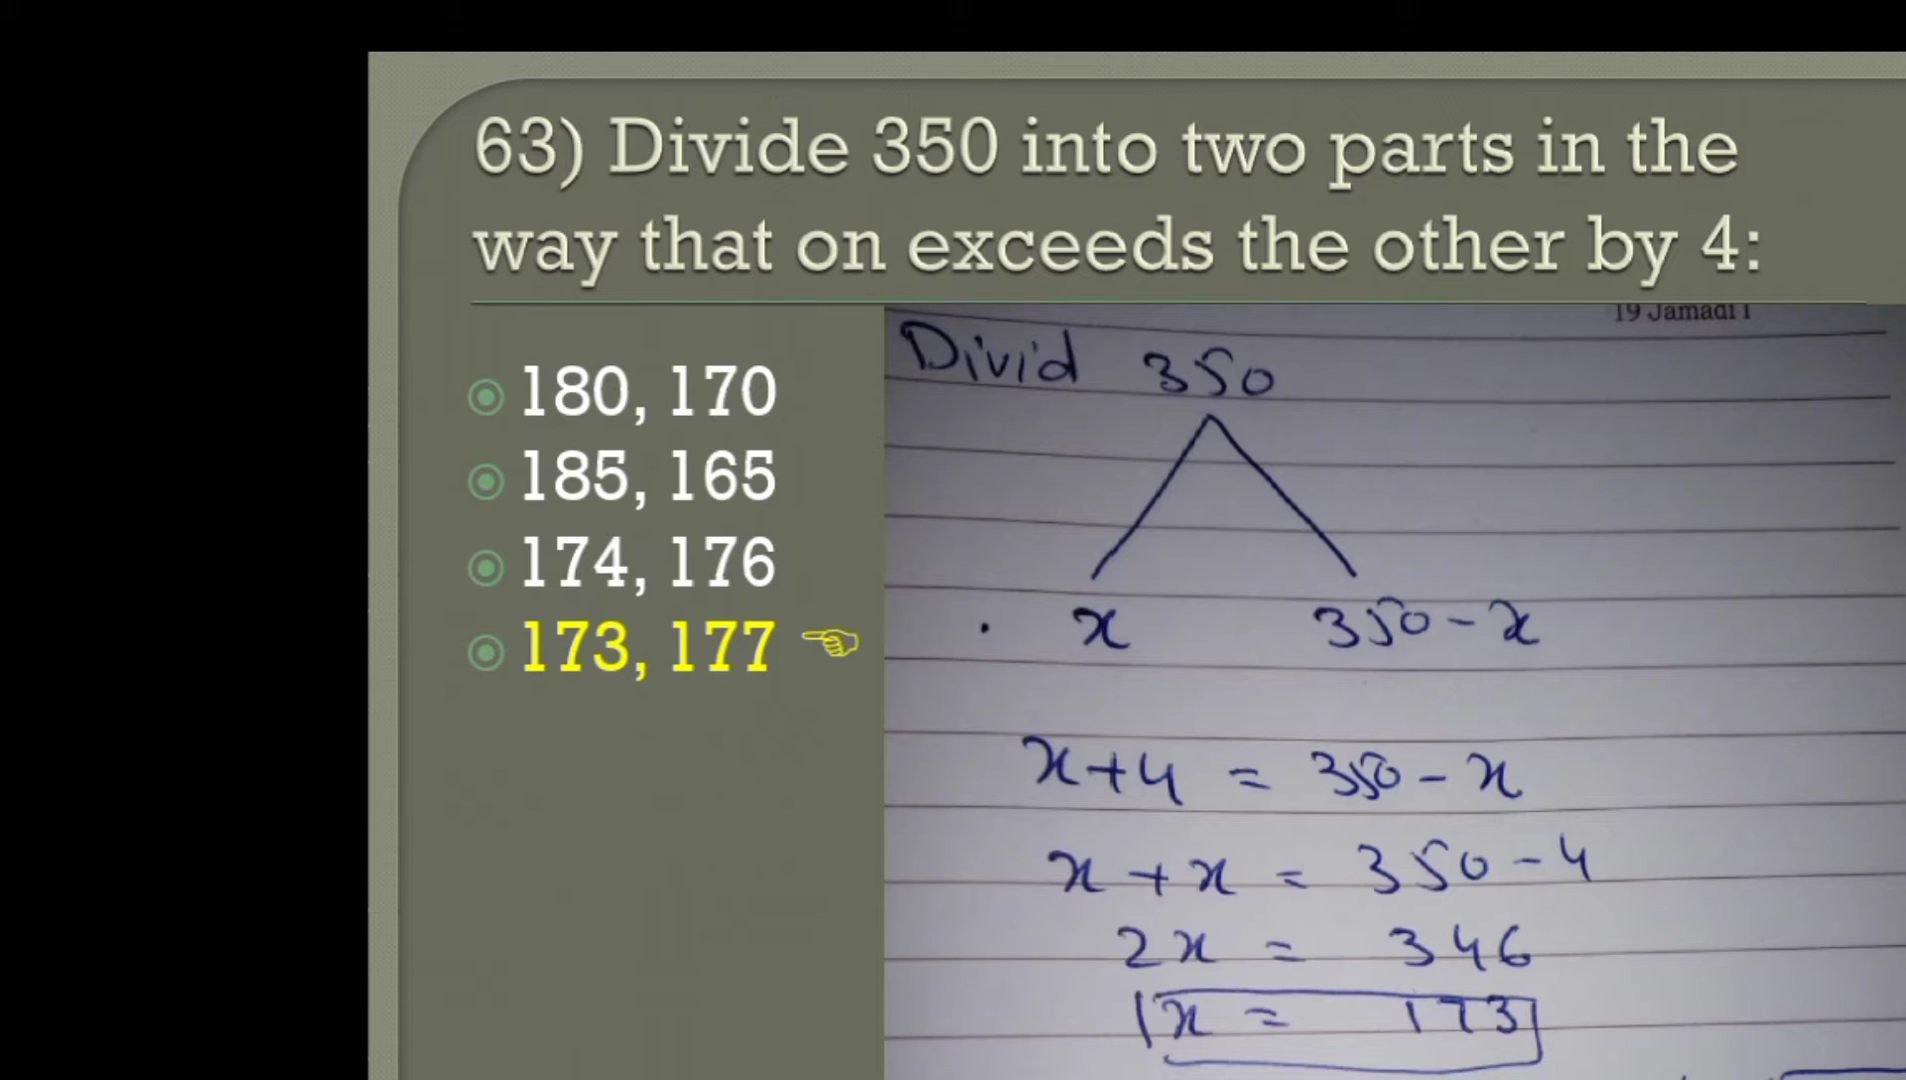 63) Divide 350 into two parts in the
way that on exceeds the other by 4:
180, 170
185, 165
174, 176
173, 177
19 Jamadi I
Divid 350
x 350-x
x+4 = 350-x
x + x = 350-4
2x = 346
x = 173